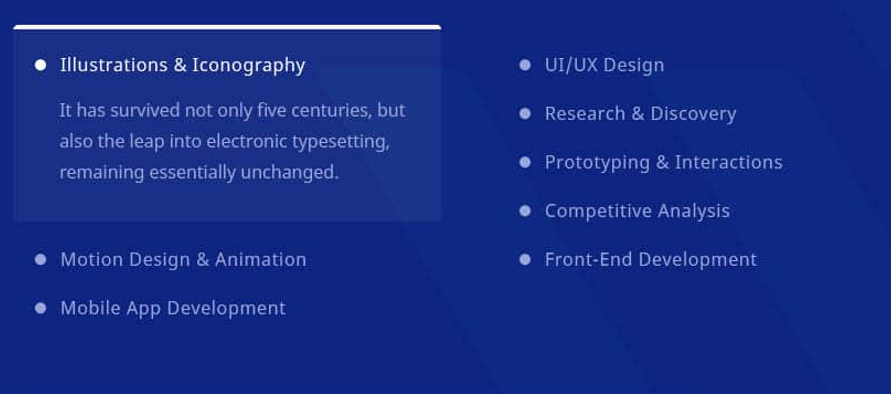 Illustrations & Iconography
It has survived not only five centuries, but
also the leap into electronic typesetting,
remaining essentially unchanged.
Motion Design & Animation
Mobile App Development
UI/UX Design
Research & Discovery
Prototyping & Interactions
Competitive Analysis
Front-End Development